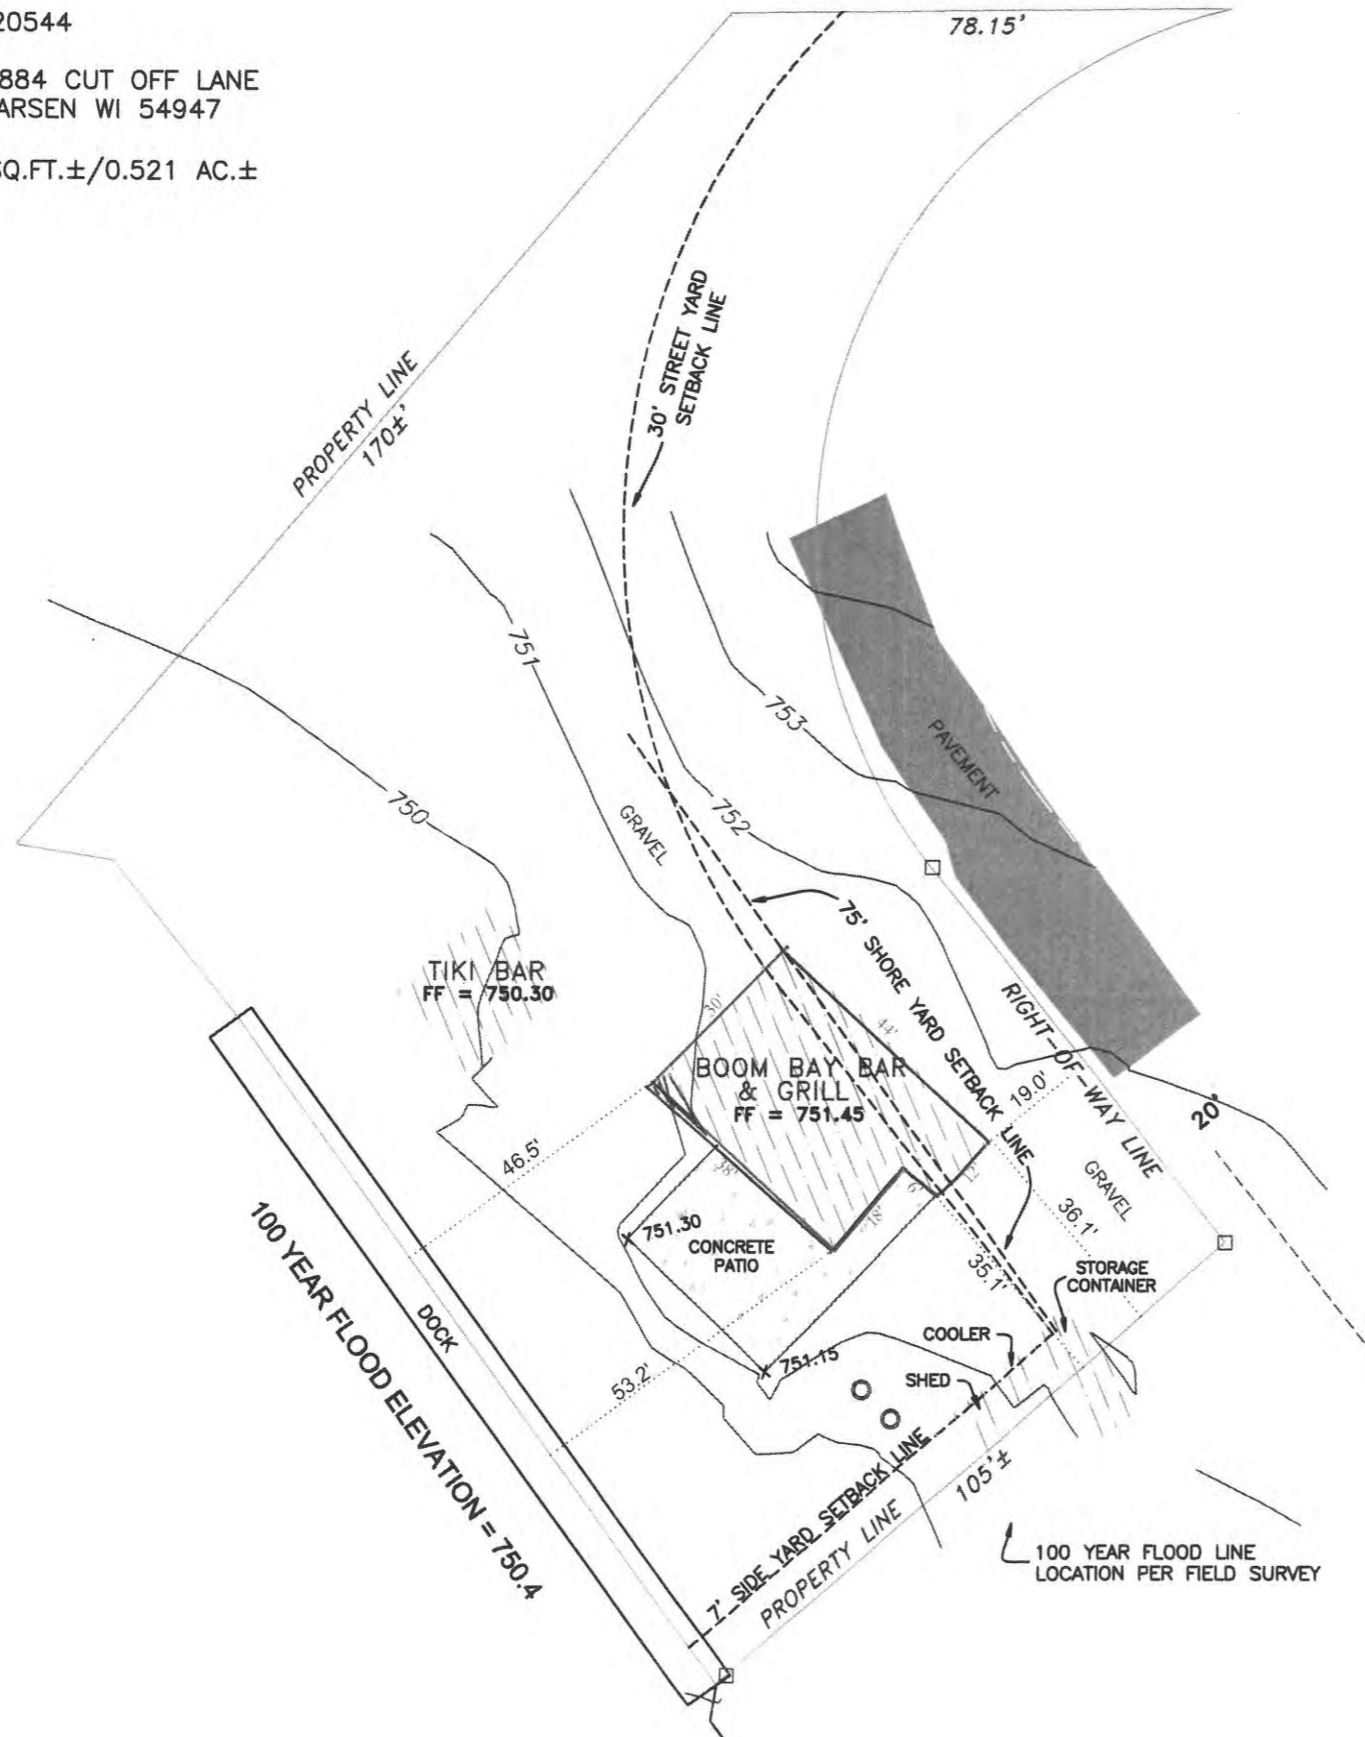 20544
884 CUT OFF LANE
ARSEN WI 54947
SQ.FT.±/0.521 AC.±
78.15'
30' STREET YARD
SETBACK LINE
PROPERTY LINE
170±'
751
753
750
752
PAVEMENT
GRAVEL
75' SHORE YARD SETBACK LINE
TIKI BAR
FF = 750.30
30'
44'
BOOM BAY BAR
& GRILL
FF = 751.45
RIGHT-OF-WAY LINE
19.0'
20'
46.5'
38'
6'
12'
18'
GRAVEL
36.1'
751.30
CONCRETE
PATIO
35.1'
STORAGE
CONTAINER
100 YEAR FLOOD ELEVATION = 750.4
DOCK
COOLER
751.15
53.2'
SHED
7' SIDE YARD SETBACK LINE
PROPERTY LINE
105'±
100 YEAR FLOOD LINE
LOCATION PER FIELD SURVEY